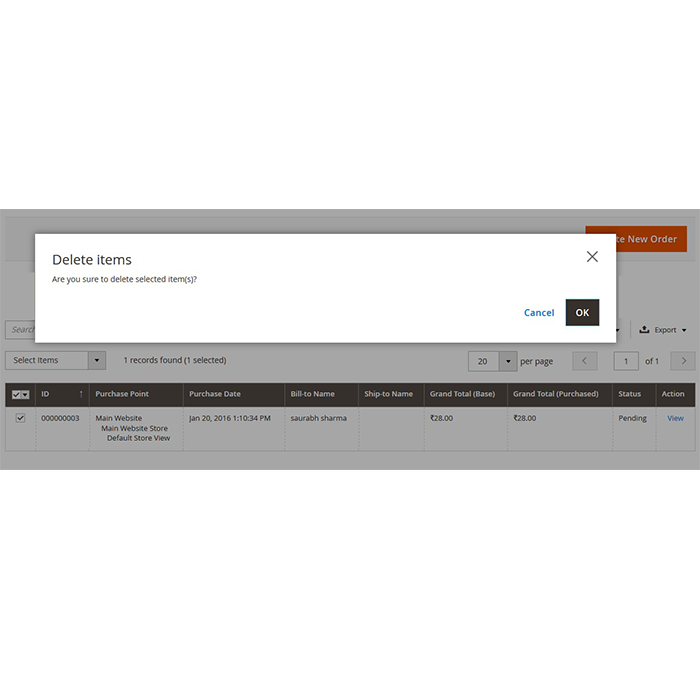 te New Order
Delete items
Are you sure to delete selected item(s)?
Cancel OK
Search
Export
Select Items 1 records found (1 selected) 20 per page 1 of 1
ID ↑ Purchase Point Purchase Date Bill-to Name Ship-to Name Grand Total (Base) Grand Total (Purchased) Status Action
000000003 Main Website Jan 20, 2016 1:10:34 PM saurabh sharma ₹28.00 ₹28.00 Pending View
Main Website Store
Default Store View